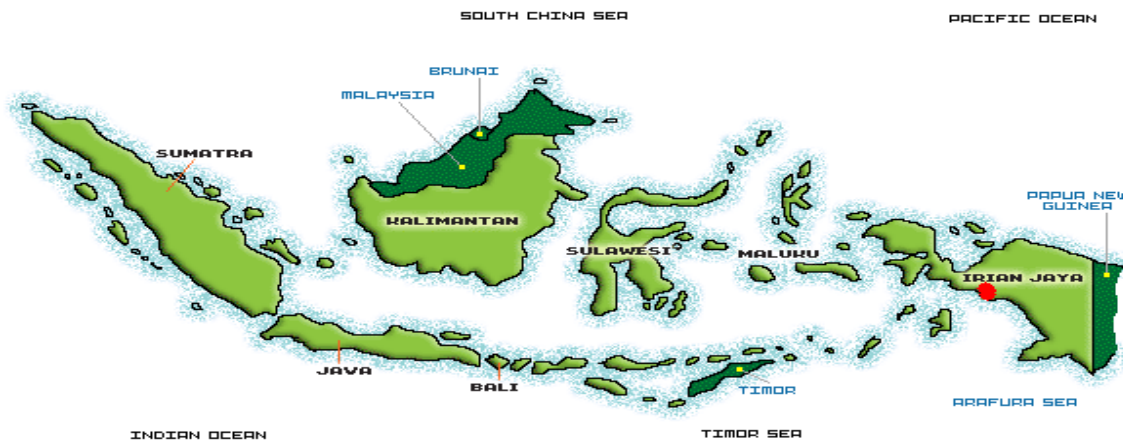 SOUTH CHINA SEA
PACIFIC OCEAN
BRUNAI
MALAYSIA
SUMATRA
PAPUA NEW
GUINEA
KALIMANTAN
SULAWESI
MALUKU
IRIAN JAYA
JAVA
BALI
TIMOR
ARAFURA SEA
INDIAN OCEAN
TIMOR SEA